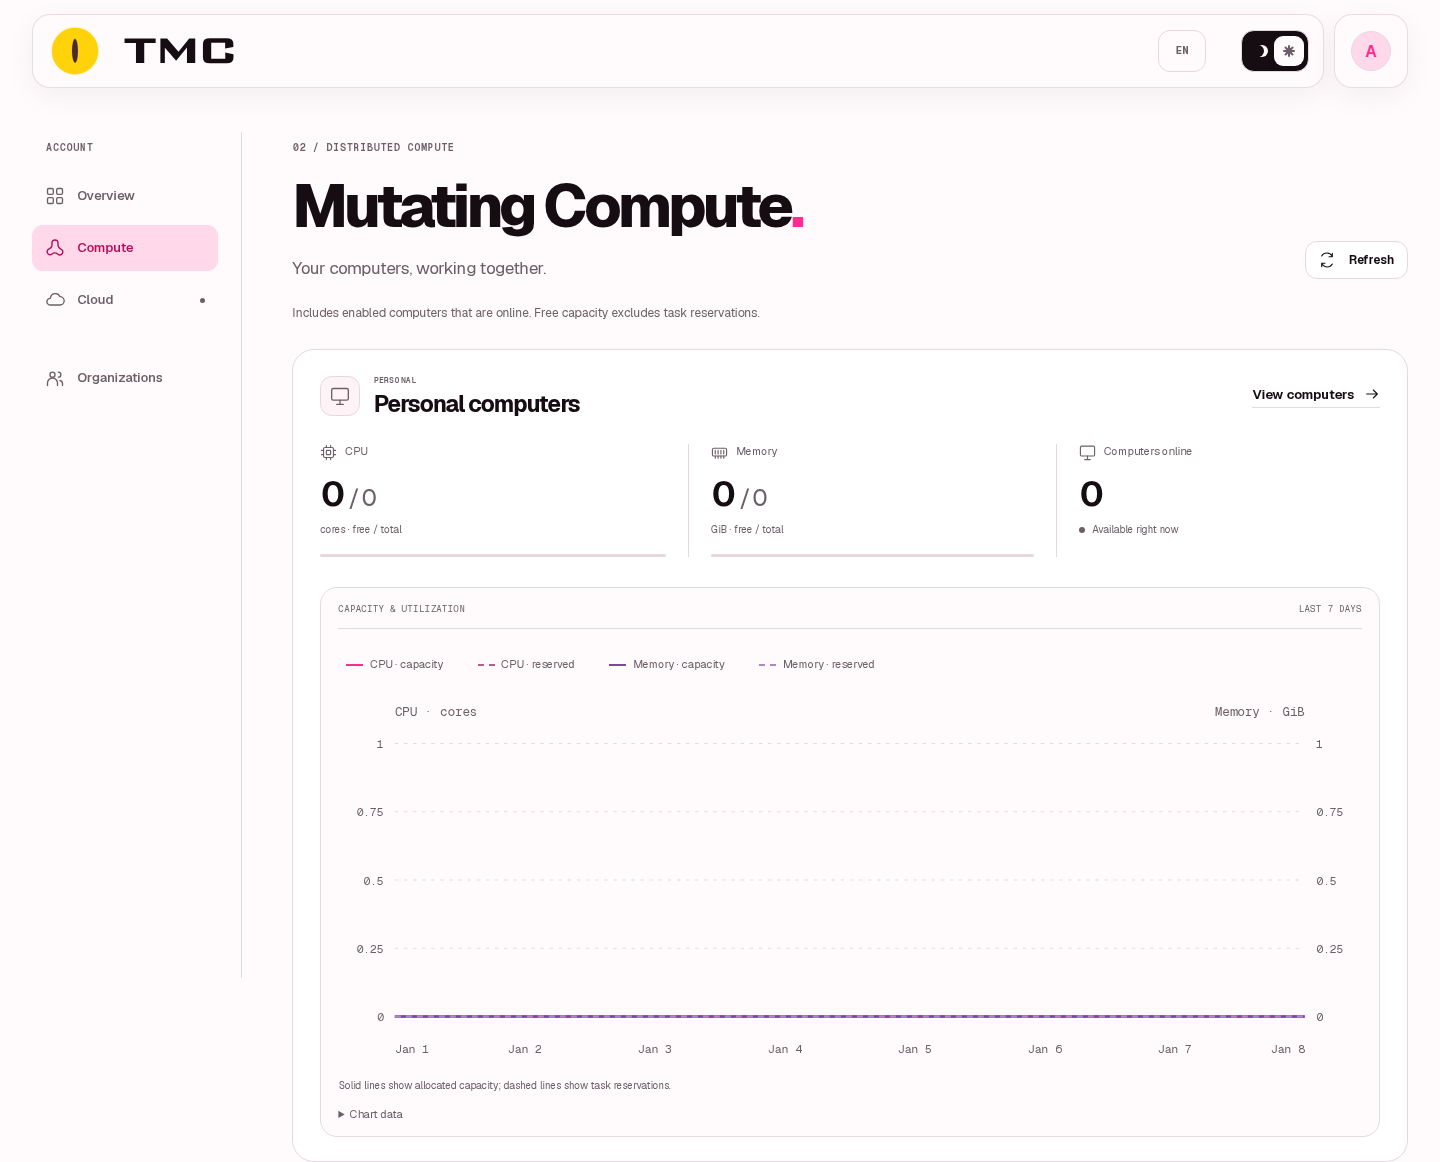 TMC
EN
A
ACCOUNT
Overview
Compute
Cloud
Organizations
02 / DISTRIBUTED COMPUTE
Mutating Compute.
Your computers, working together.
Refresh
Includes enabled computers that are online. Free capacity excludes task reservations.
PERSONAL
Personal computers
View computers
CPU
0 / 0
cores · free / total
Memory
0 / 0
GiB · free / total
Computers online
0
Available right now
CAPACITY & UTILIZATION
LAST 7 DAYS
CPU · capacity
CPU · reserved
Memory · capacity
Memory · reserved
CPU · cores
Memory · GiB
1
1
0.75
0.75
0.5
0.5
0.25
0.25
0
0
Jan 1
Jan 2
Jan 3
Jan 4
Jan 5
Jan 6
Jan 7
Jan 8
Solid lines show allocated capacity; dashed lines show task reservations.
Chart data